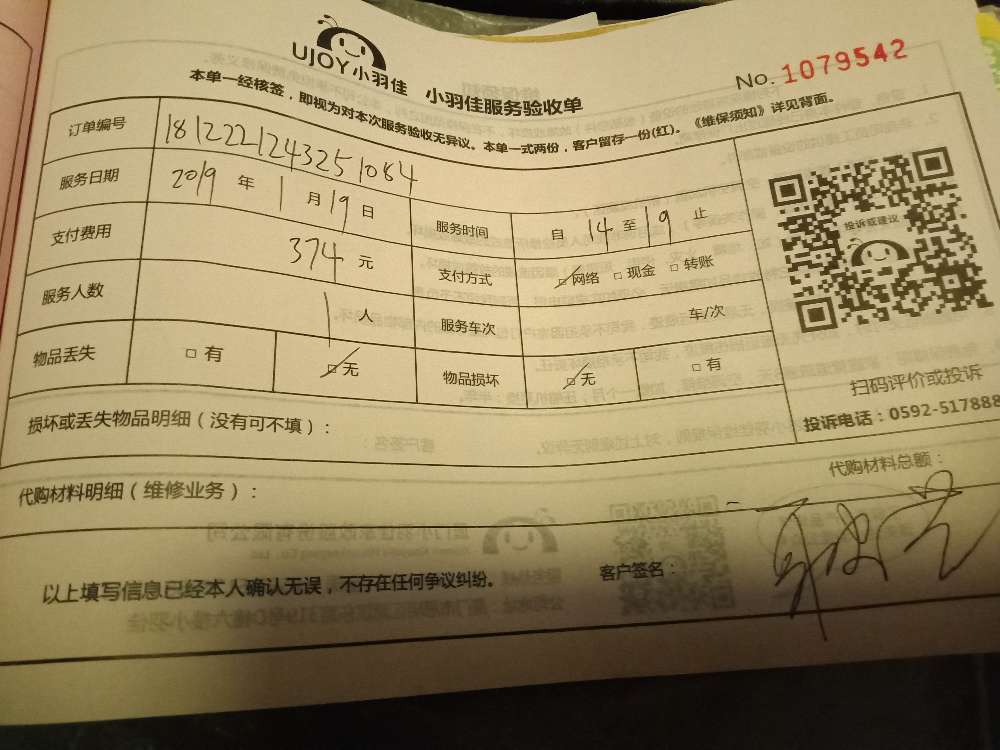 UJOY小羽佳 小羽佳服务验收单
No. 1079542
本单一经核签，即视为对本次服务验收无异议。本单一式两份，客户留存一份(红)。《维保须知》详见背面。
订单编号 1812221243251084
服务日期 2019 年 1 月 19 日 服务时间 自 14 至 19 止
支付费用 374 元 支付方式 □网络 □现金 □转账
服务人数 1 人 服务车次 车/次
物品丢失 □有 □无 物品损坏 □无 □有
投诉或建议
扫码评价或投诉
投诉电话：0592-517888
损坏或丢失物品明细（没有可不填）：
代购材料明细（维修业务）： 代购材料总额：
以上填写信息已经本人确认无误，不存在任何争议纠纷。 客户签名：